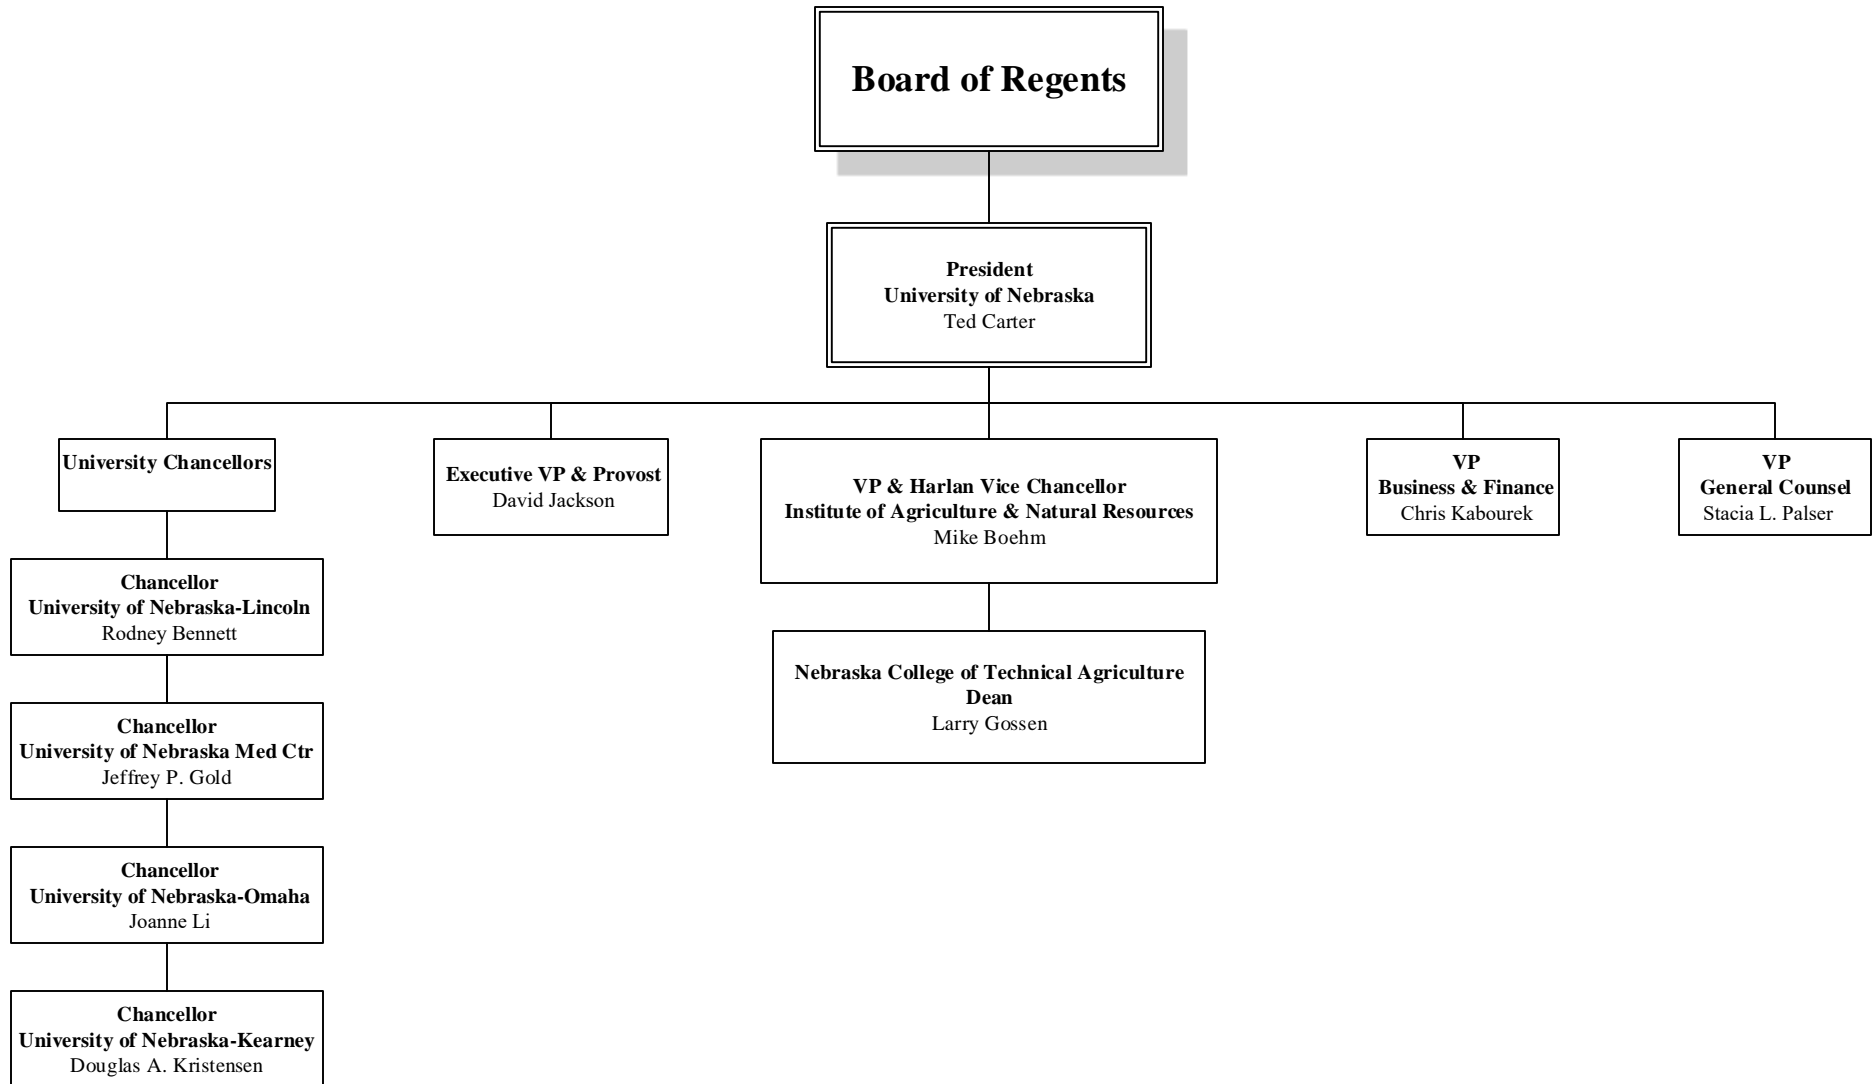 Board of Regents
President
University of Nebraska
Ted Carter
University Chancellors
Executive VP & Provost
David Jackson
VP & Harlan Vice Chancellor
Institute of Agriculture & Natural Resources
Mike Boehm
VP
Business & Finance
Chris Kabourek
VP
General Counsel
Stacia L. Palser
Chancellor
University of Nebraska-Lincoln
Rodney Bennett
Nebraska College of Technical Agriculture
Dean
Larry Gossen
Chancellor
University of Nebraska Med Ctr
Jeffrey P. Gold
Chancellor
University of Nebraska-Omaha
Joanne Li
Chancellor
University of Nebraska-Kearney
Douglas A. Kristensen